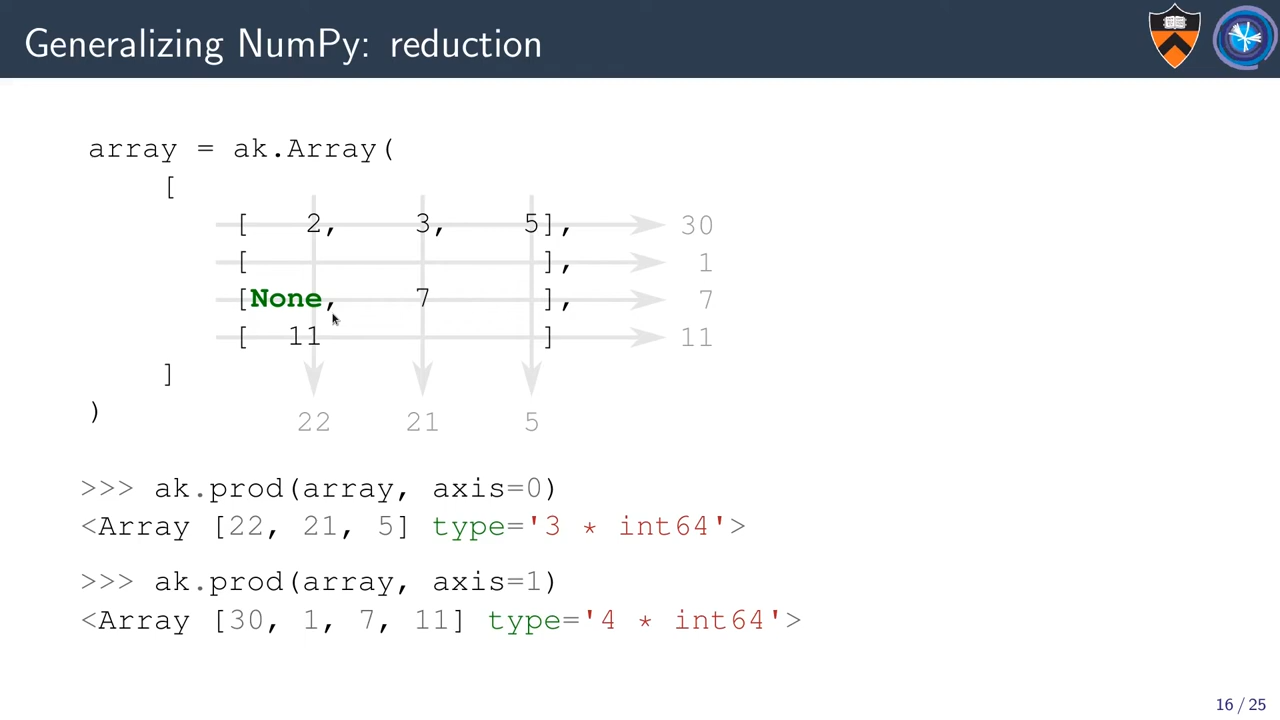 Generalizing NumPy: reduction
array = ak.Array(
[
[ 2, 3, 5], 30
[ ], 1
[None, 7 ], 7
[ 11 ] 11
]
)
22 21 5
>>> ak.prod(array, axis=0)
<Array [22, 21, 5] type='3 * int64'>
>>> ak.prod(array, axis=1)
<Array [30, 1, 7, 11] type='4 * int64'>
16 / 25